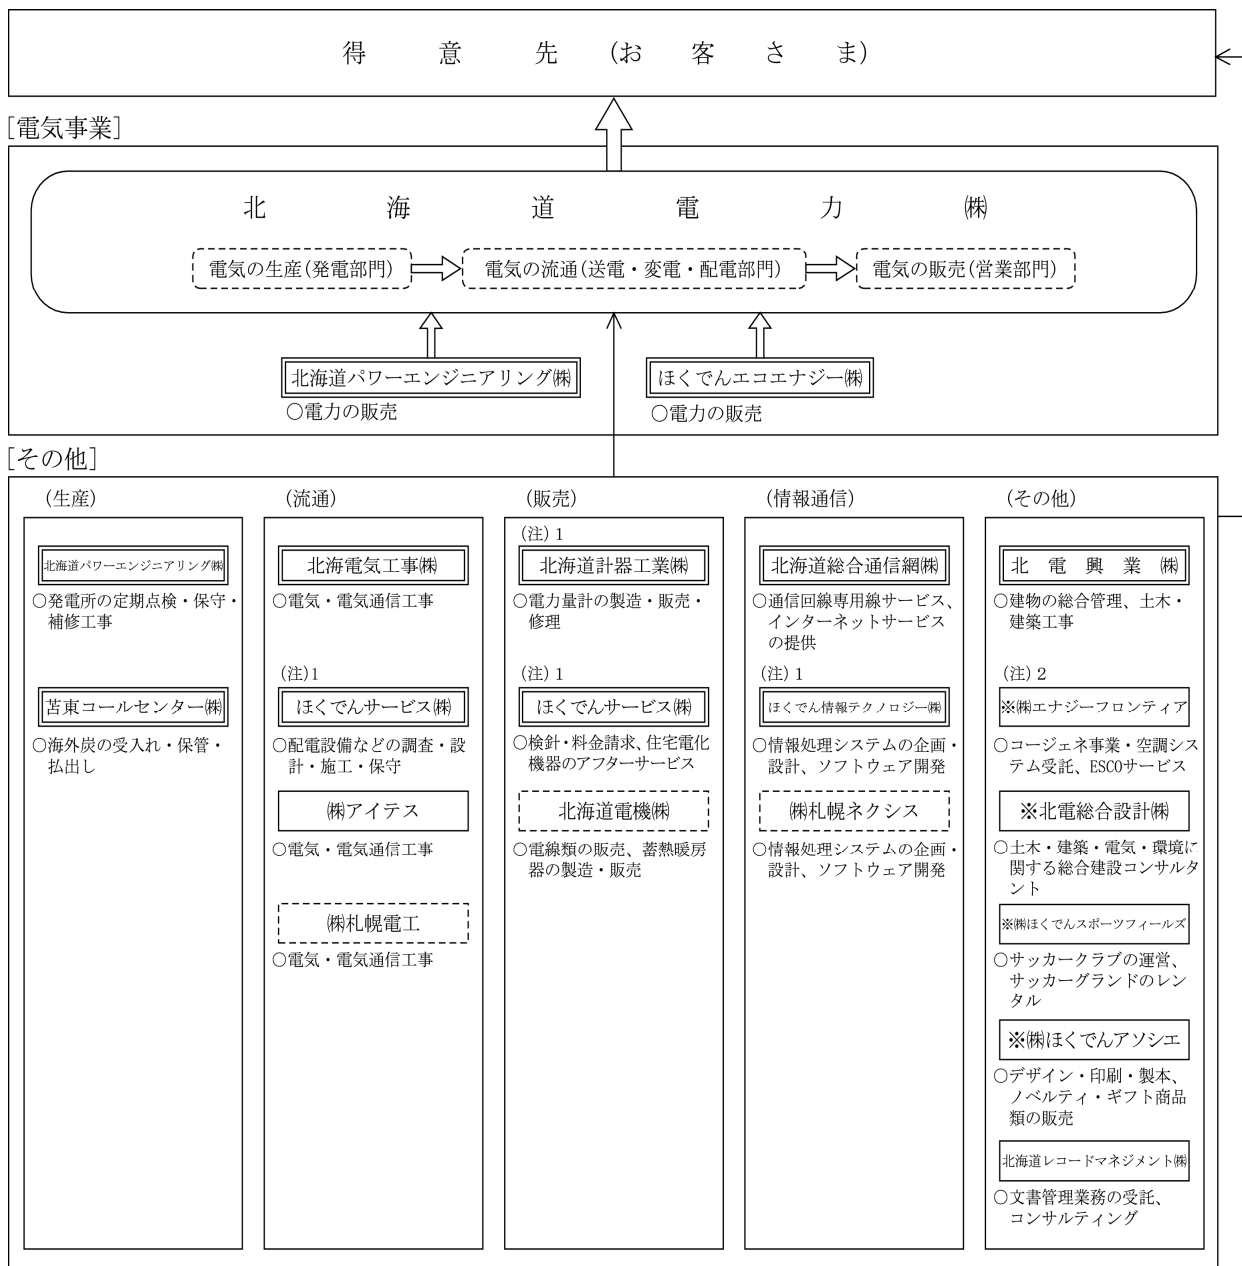 得意先(お客さま)
[電気事業]
北海道電力㈱
電気の生産(発電部門)
電気の流通(送電・変電・配電部門)
電気の販売(営業部門)
北海道パワーエンジニアリング㈱
○電力の販売
ほくでんエコエナジー㈱
○電力の販売
[その他]
(生産)
北海道パワーエンジニアリング㈱
○発電所の定期点検・保守・
補修工事
苫東コールセンター㈱
○海外炭の受入れ・保管・
払出し
(流通)
北海電気工事㈱
○電気・電気通信工事
(注)1
ほくでんサービス㈱
○配電設備などの調査・設
計・施工・保守
㈱アイテス
○電気・電気通信工事
㈱札幌電工
○電気・電気通信工事
(販売)
(注)1
北海道計器工業㈱
○電力量計の製造・販売・
修理
(注)1
ほくでんサービス㈱
○検針・料金請求、住宅電化
機器のアフターサービス
北海道電機㈱
○電線類の販売、蓄熱暖房
器の製造・販売
(情報通信)
北海道総合通信網㈱
○通信回線専用線サービス、
インターネットサービス
の提供
(注)1
ほくでん情報テクノロジー㈱
○情報処理システムの企画・
設計、ソフトウェア開発
㈱札幌ネクシス
○情報処理システムの企画・
設計、ソフトウェア開発
(その他)
北電興業㈱
○建物の総合管理、土木・
建築工事
(注)2
※㈱エナジーフロンティア
○コージェネ事業・空調シス
テム受託、ESCOサービス
※北電総合設計㈱
○土木・建築・電気・環境に
関する総合建設コンサルタ
ント
※㈱ほくでんスポーツフィールズ
○サッカークラブの運営、
サッカーグランドのレン
タル
※㈱ほくでんアソシエ
○デザイン・印刷・製本、
ノベルティ・ギフト商品
類の販売
北海道レコードマネジメント㈱
○文書管理業務の受託、
コンサルティング